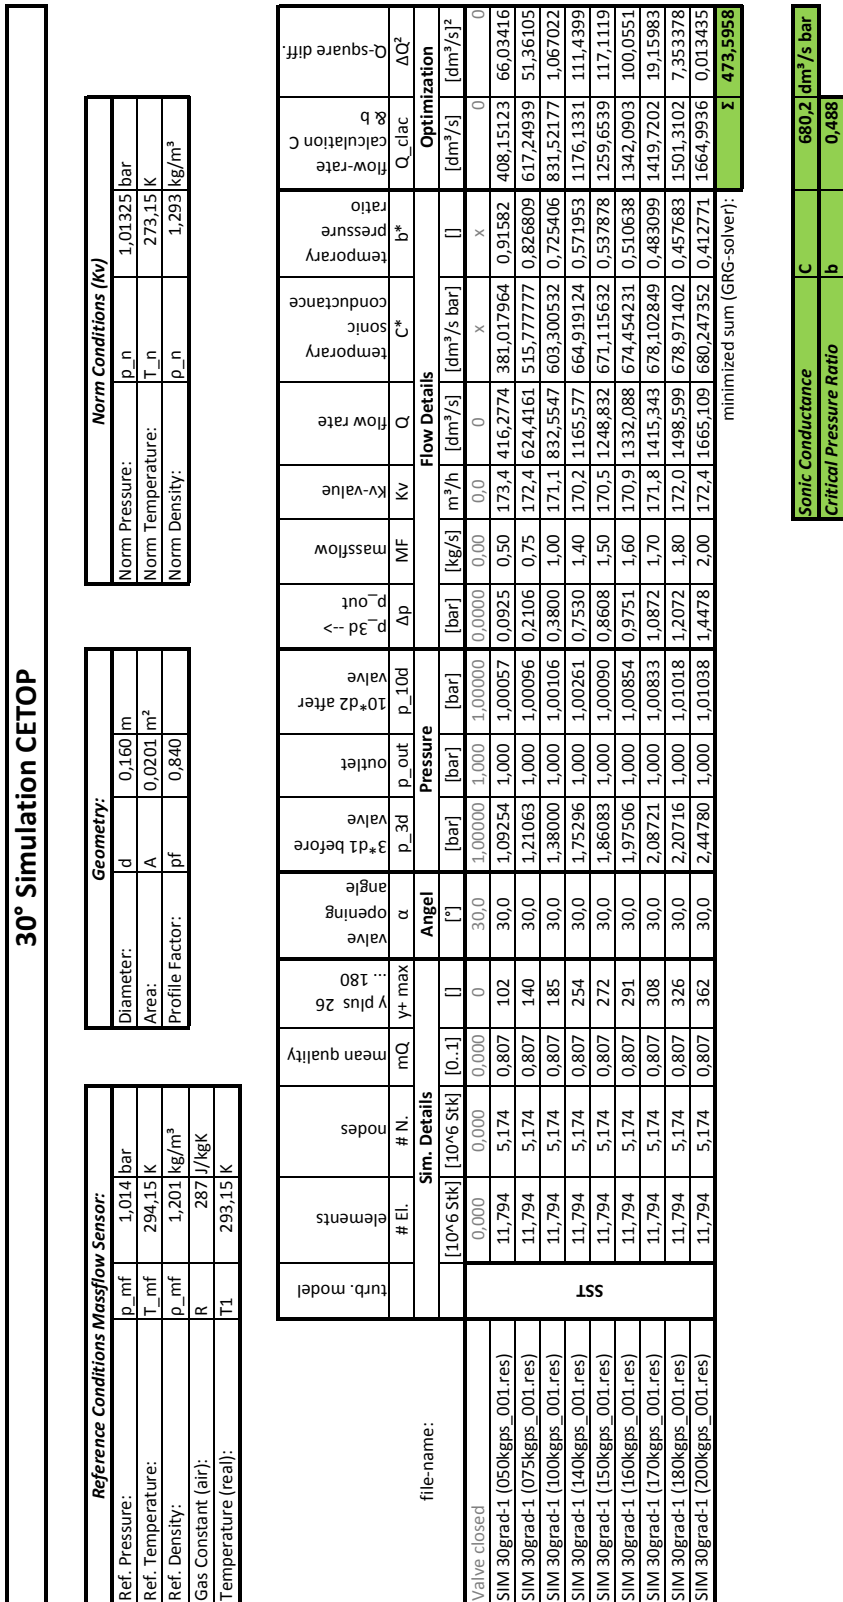 30° Simulation CETOP
Reference Conditions Massflow Sensor:
Ref. Pressure: p_mf 1,014 bar
Ref. Temperature: T_mf 294,15 K
Ref. Density: ρ_mf 1,201 kg/m³
Gas Constant (air): R 287 J/kgK
Temperature (real): T1 293,15 K
Geometry:
Diameter: d 0,160 m
Area: A 0,0201 m²
Profile Factor: pf 0,840
Norm Conditions (Kv)
Norm Pressure: p_n 1,01325 bar
Norm Temperature: T_n 273,15 K
Norm Density: ρ_n 1,293 kg/m³
file-name:
turb. model elements nodes mean quality y plus 26 ... 180 valve opening angle 3*d1 before valve outlet 10*d2 after valve p_3d --> p_out massflow Kv-value flow rate temporary sonic conductance temporary pressure ratio flow-rate calculation C & b Q-square diff.
# El. # N. mQ y+ max α p_3d p_out p_10d Δp MF Kv Q C* b* Q_clac ΔQ²
Sim. Details Angel Pressure Flow Details Optimization
[10^6 Stk] [10^6 Stk] [0..1] [] [°] [bar] [bar] [bar] [bar] [kg/s] m³/h [dm³/s] [dm³/s bar] [] [dm³/s] [dm³/s]²
Valve closed 0,000 0,000 0,000 0 30,0 1,00000 1,000 1,00000 0,0000 0,00 0,0 0 x x 0 0
SST
SIM 30grad-1 (050kgps_001.res) 11,794 5,174 0,807 102 30,0 1,09254 1,000 1,00057 0,0925 0,50 173,4 416,2774 381,017964 0,91582 408,15123 66,03416
SIM 30grad-1 (075kgps_001.res) 11,794 5,174 0,807 140 30,0 1,21063 1,000 1,00096 0,2106 0,75 172,4 624,4161 515,777777 0,826809 617,24939 51,36105
SIM 30grad-1 (100kgps_001.res) 11,794 5,174 0,807 185 30,0 1,38000 1,000 1,00106 0,3800 1,00 171,1 832,5547 603,300532 0,725406 831,52177 1,067022
SIM 30grad-1 (140kgps_001.res) 11,794 5,174 0,807 254 30,0 1,75296 1,000 1,00261 0,7530 1,40 170,2 1165,577 664,919124 0,571953 1176,1331 111,4399
SIM 30grad-1 (150kgps_001.res) 11,794 5,174 0,807 272 30,0 1,86083 1,000 1,00090 0,8608 1,50 170,5 1248,832 671,115632 0,537878 1259,6539 117,1119
SIM 30grad-1 (160kgps_001.res) 11,794 5,174 0,807 291 30,0 1,97506 1,000 1,00854 0,9751 1,60 170,9 1332,088 674,454231 0,510638 1342,0903 100,0551
SIM 30grad-1 (170kgps_001.res) 11,794 5,174 0,807 308 30,0 2,08721 1,000 1,00833 1,0872 1,70 171,8 1415,343 678,102849 0,483099 1419,7202 19,15983
SIM 30grad-1 (180kgps_001.res) 11,794 5,174 0,807 326 30,0 2,20716 1,000 1,01018 1,2072 1,80 172,0 1498,599 678,971402 0,457683 1501,3102 7,353378
SIM 30grad-1 (200kgps_001.res) 11,794 5,174 0,807 362 30,0 2,44780 1,000 1,01038 1,4478 2,00 172,4 1665,109 680,247352 0,412771 1664,9936 0,013435
minimized sum (GRG-solver): Σ 473,5958
Sonic Conductance C 680,2 dm³/s bar
Critical Pressure Ratio b 0,488